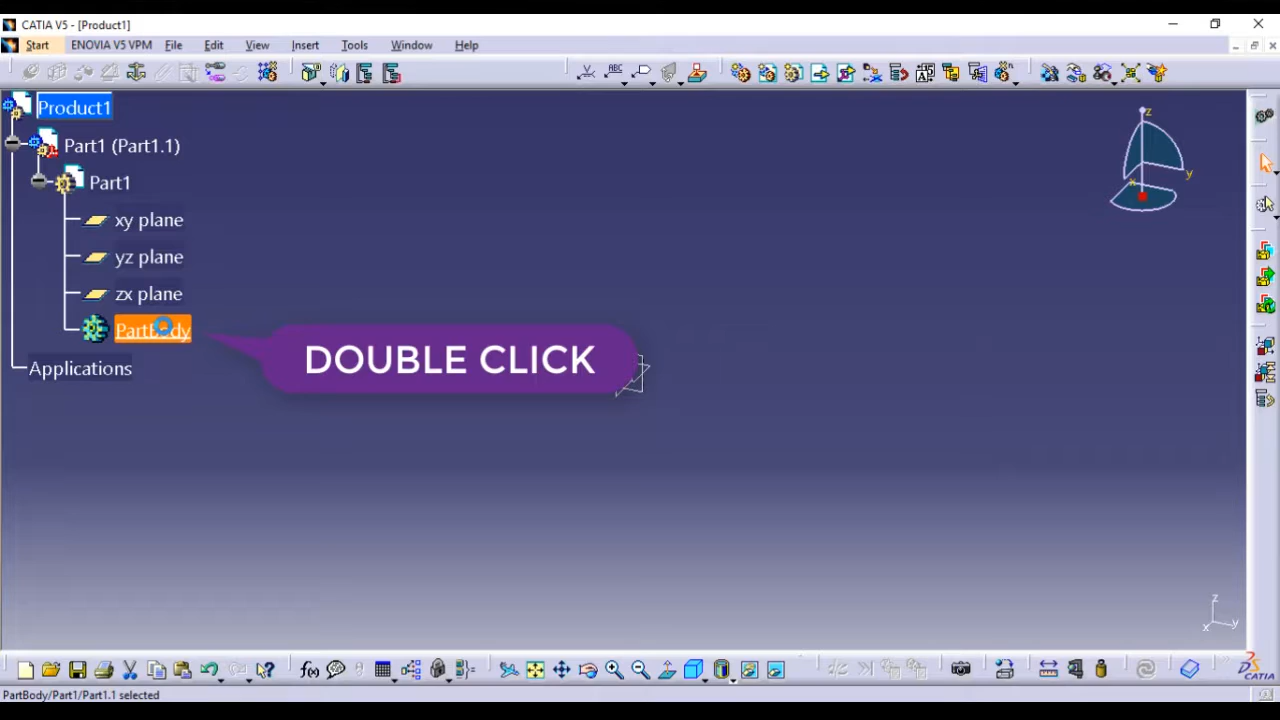 CATIA V5 - [Product1]
Start ENOVIA V5 VPM File Edit View Insert Tools Window Help
Product1
Part1 (Part1.1)
Part1
xy plane
yz plane
zx plane
PartBody
Applications
DOUBLE CLICK
z
y
x
z
x y
CATIA
PartBody/Part1/Part1.1 selected